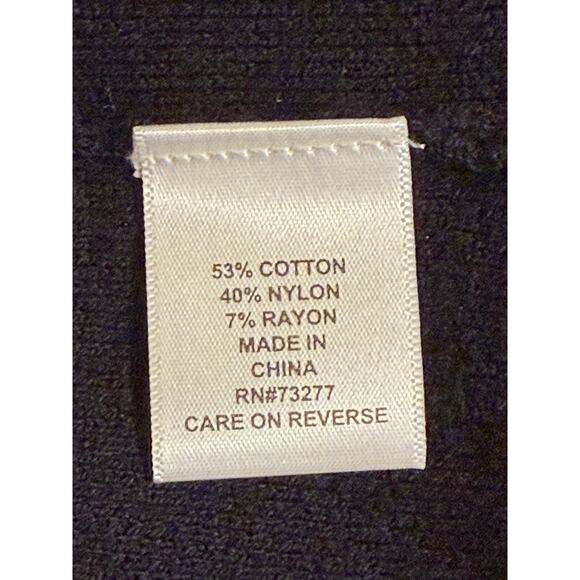 53% COTTON
40% NYLON
7% RAYON
MADE IN
CHINA
RN#73277
CARE ON REVERSE